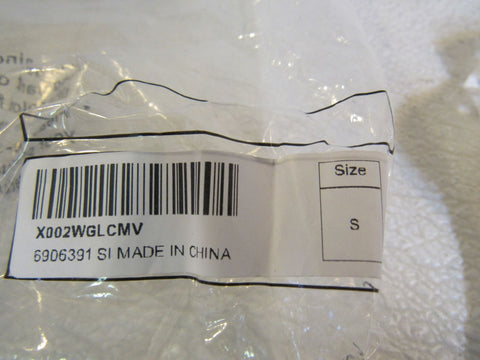 X002WGLCMV
6906391 SI MADE IN CHINA
Size
S